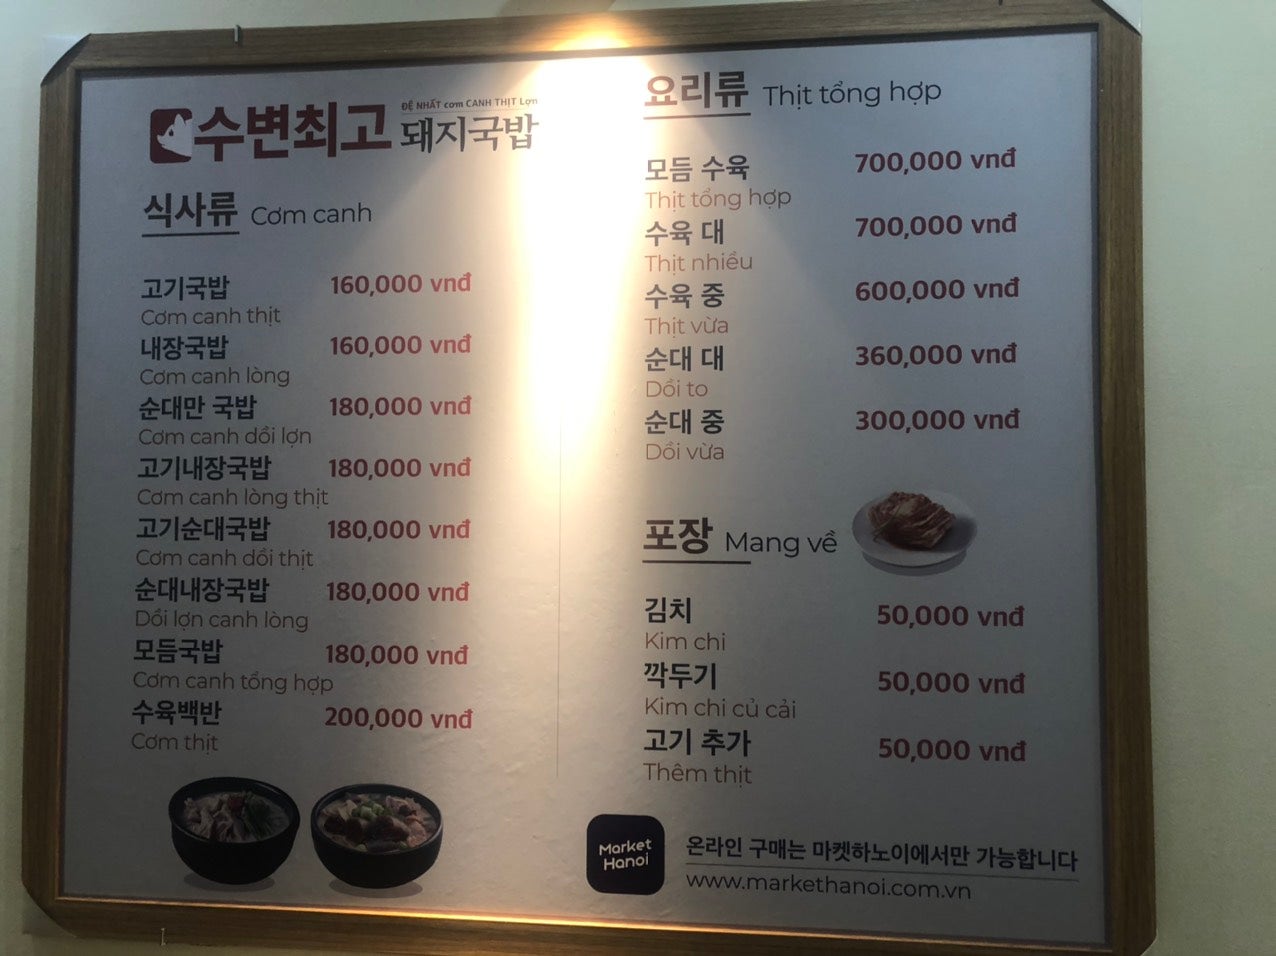 수변최고 돼지국밥
ĐỆ NHẤT cơm CANH THỊT Lợn
식사류 Cơm canh
고기국밥 160,000 vnđ
Cơm canh thịt
내장국밥 160,000 vnđ
Cơm canh lòng
순대만 국밥 180,000 vnđ
Cơm canh dồi lợn
고기내장국밥 180,000 vnđ
Cơm canh lòng thịt
고기순대국밥 180,000 vnđ
Cơm canh dồi thịt
순대내장국밥 180,000 vnđ
Dồi lợn canh lòng
모듬국밥 180,000 vnđ
Cơm canh tổng hợp
수육백반 200,000 vnđ
Cơm thịt
요리류 Thịt tổng hợp
모듬 수육 700,000 vnđ
Thịt tổng hợp
수육 대 700,000 vnđ
Thịt nhiều
수육 중 600,000 vnđ
Thịt vừa
순대 대 360,000 vnđ
Dồi to
순대 중 300,000 vnđ
Dồi vừa
포장 Mang về
김치 50,000 vnđ
Kim chi
깍두기 50,000 vnđ
Kim chi củ cải
고기 추가 50,000 vnđ
Thêm thịt
Market
Hanoi
온라인 구매는 마켓하노이에서만 가능합니다
www.markethanoi.com.vn